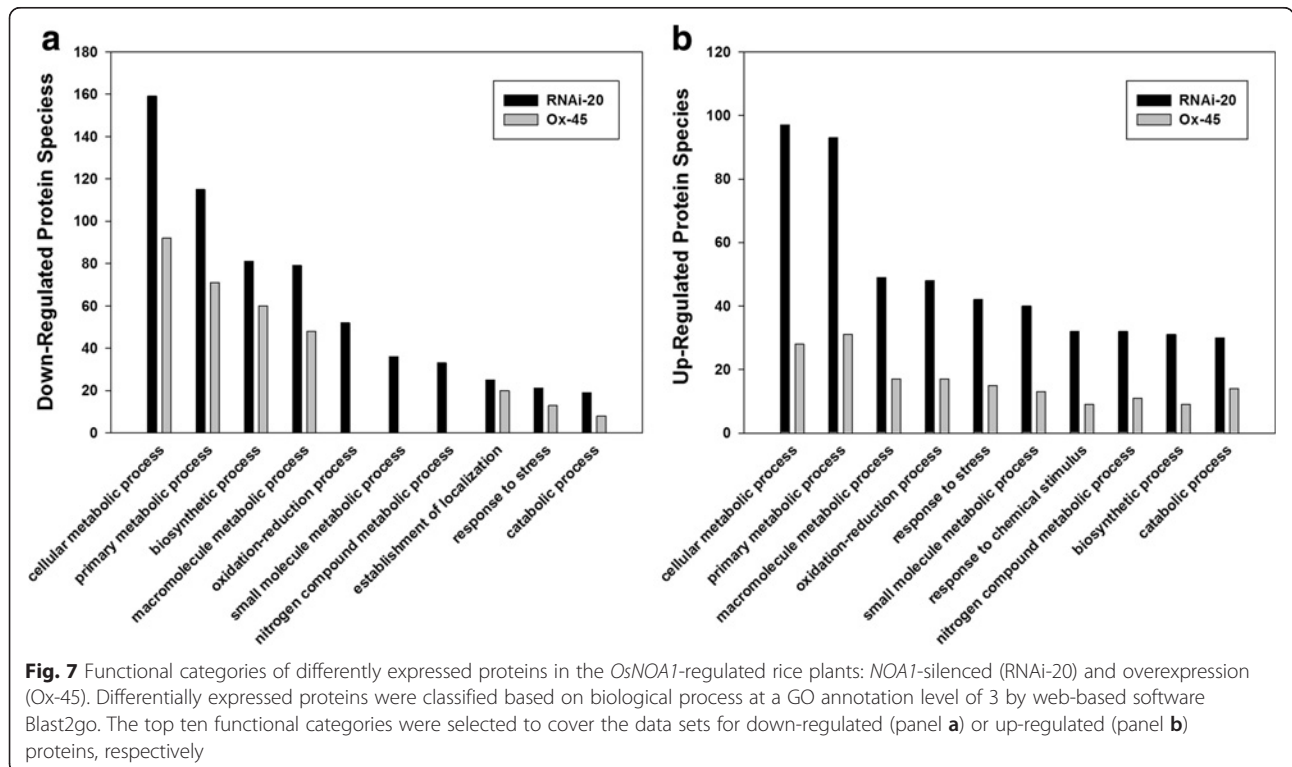 a
180
160
140
120
100
80
60
40
20
0
Down-Regulated Protein Speciess
RNAi-20
Ox-45
cellular metabolic process
primary metabolic process
biosynthetic process
macromolecule metabolic process
oxidation-reduction process
small molecule metabolic process
nitrogen compound metabolic process
establishment of localization
response to stress
catabolic process
b
120
100
80
60
40
20
0
Up-Regulated Protein Species
RNAi-20
Ox-45
cellular metabolic process
primary metabolic process
macromolecule metabolic process
oxidation-reduction process
response to stress
small molecule metabolic process
response to chemical stimulus
nitrogen compound metabolic process
biosynthetic process
catabolic process
Fig. 7 Functional categories of differently expressed proteins in the OsNOA1-regulated rice plants: NOA1-silenced (RNAi-20) and overexpression
(Ox-45). Differentially expressed proteins were classified based on biological process at a GO annotation level of 3 by web-based software
Blast2go. The top ten functional categories were selected to cover the data sets for down-regulated (panel a) or up-regulated (panel b)
proteins, respectively